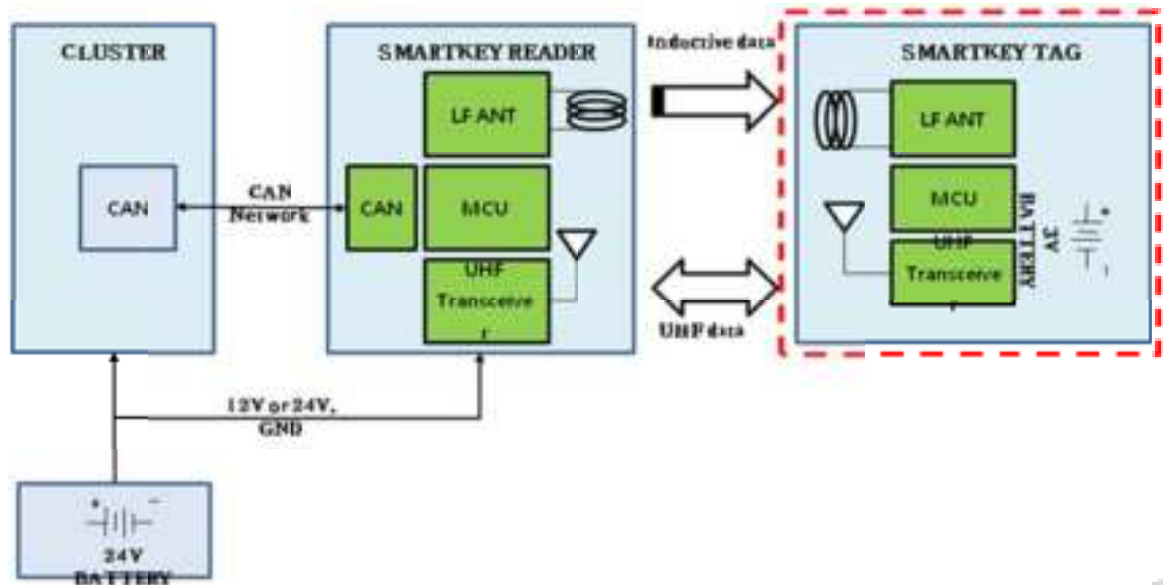 CLUSTER
CAN
CAN
Network
SMARTKEY READER
LF ANT
CAN
MCU
UHF
Transceive
r
Inductive data
UHF data
SMARTKEY TAG
LF ANT
MCU
UHF
Transceive
r
3V
BATTERY
12V or 24V,
GND
24V
BATTERY